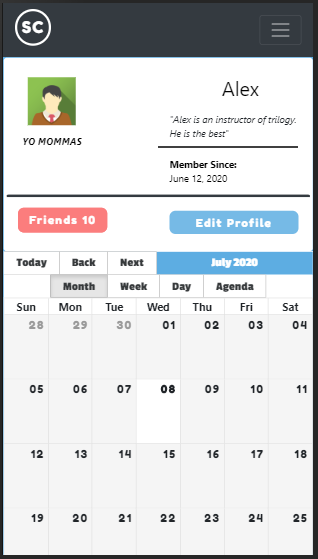 SC
Alex
"Alex is an instructor of trilogy.
He is the best"
YO MOMMAS
Member Since:
June 12, 2020
Friends 10
Edit Profile
Today Back Next July 2020
Month Week Day Agenda
Sun Mon Tue Wed Thu Fri Sat
28 29 30 01 02 03 04
05 06 07 08 09 10 11
12 13 14 15 16 17 18
19 20 21 22 23 24 25